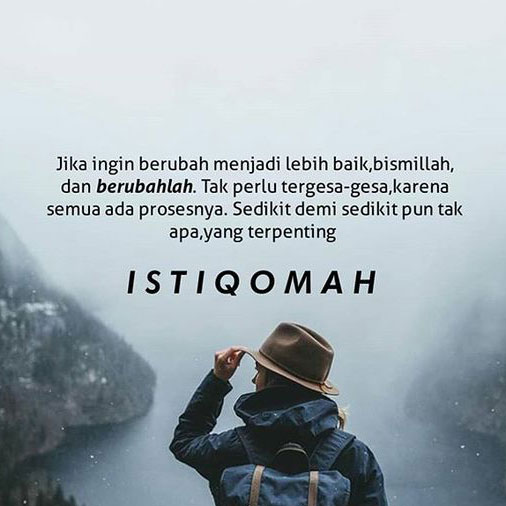 Jika ingin berubah menjadi lebih baik,bismillah,
dan berubahlah. Tak perlu tergesa-gesa,karena
semua ada prosesnya. Sedikit demi sedikit pun tak
apa,yang terpenting
ISTIQOMAH